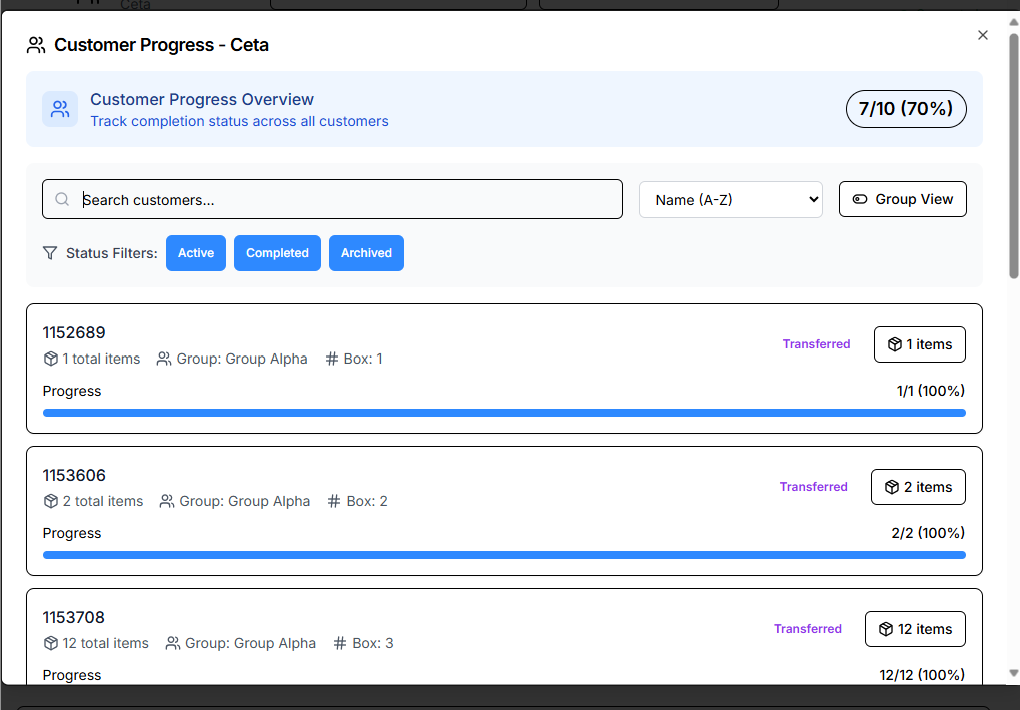 Ceta
Customer Progress - Ceta
Customer Progress Overview
Track completion status across all customers
7/10 (70%)
Search customers...
Name (A-Z)
Group View
Status Filters:
Active
Completed
Archived
1152689
1 total items
Group: Group Alpha
# Box: 1
Transferred
1 items
Progress
1/1 (100%)
1153606
2 total items
Group: Group Alpha
# Box: 2
Transferred
2 items
Progress
2/2 (100%)
1153708
12 total items
Group: Group Alpha
# Box: 3
Transferred
12 items
Progress
12/12 (100%)